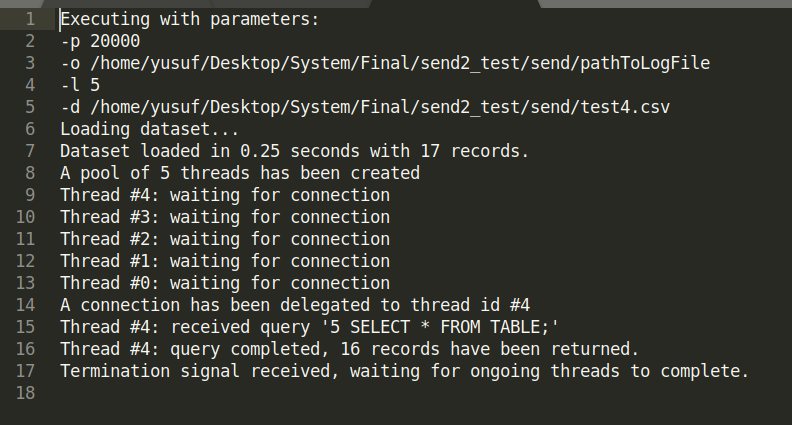 1 Executing with parameters:
2 -p 20000
3 -o /home/yusuf/Desktop/System/Final/send2_test/send/pathToLogFile
4 -l 5
5 -d /home/yusuf/Desktop/System/Final/send2_test/send/test4.csv
6 Loading dataset...
7 Dataset loaded in 0.25 seconds with 17 records.
8 A pool of 5 threads has been created
9 Thread #4: waiting for connection
10 Thread #3: waiting for connection
11 Thread #2: waiting for connection
12 Thread #1: waiting for connection
13 Thread #0: waiting for connection
14 A connection has been delegated to thread id #4
15 Thread #4: received query '5 SELECT * FROM TABLE;'
16 Thread #4: query completed, 16 records have been returned.
17 Termination signal received, waiting for ongoing threads to complete.
18